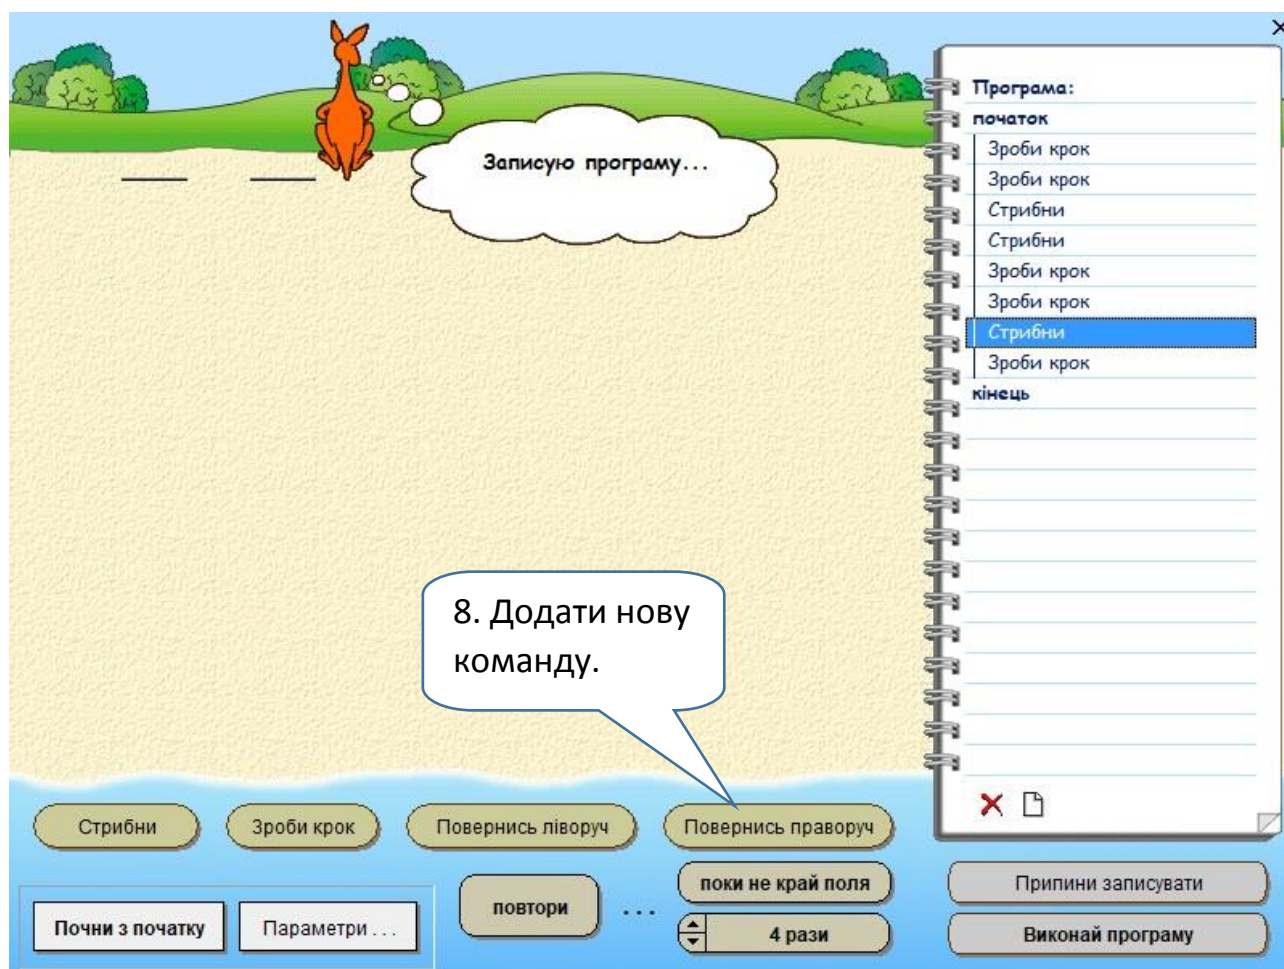 Записую програму...
Програма:
початок
Зроби крок
Зроби крок
Стрибни
Стрибни
Зроби крок
Зроби крок
Стрибни
Зроби крок
кінець
8. Додати нову
команду.
Стрибни
Зроби крок
Повернись ліворуч
Повернись праворуч
повтори
...
поки не край поля
4 рази
Почни з початку
Параметри ...
Припини записувати
Виконай програму